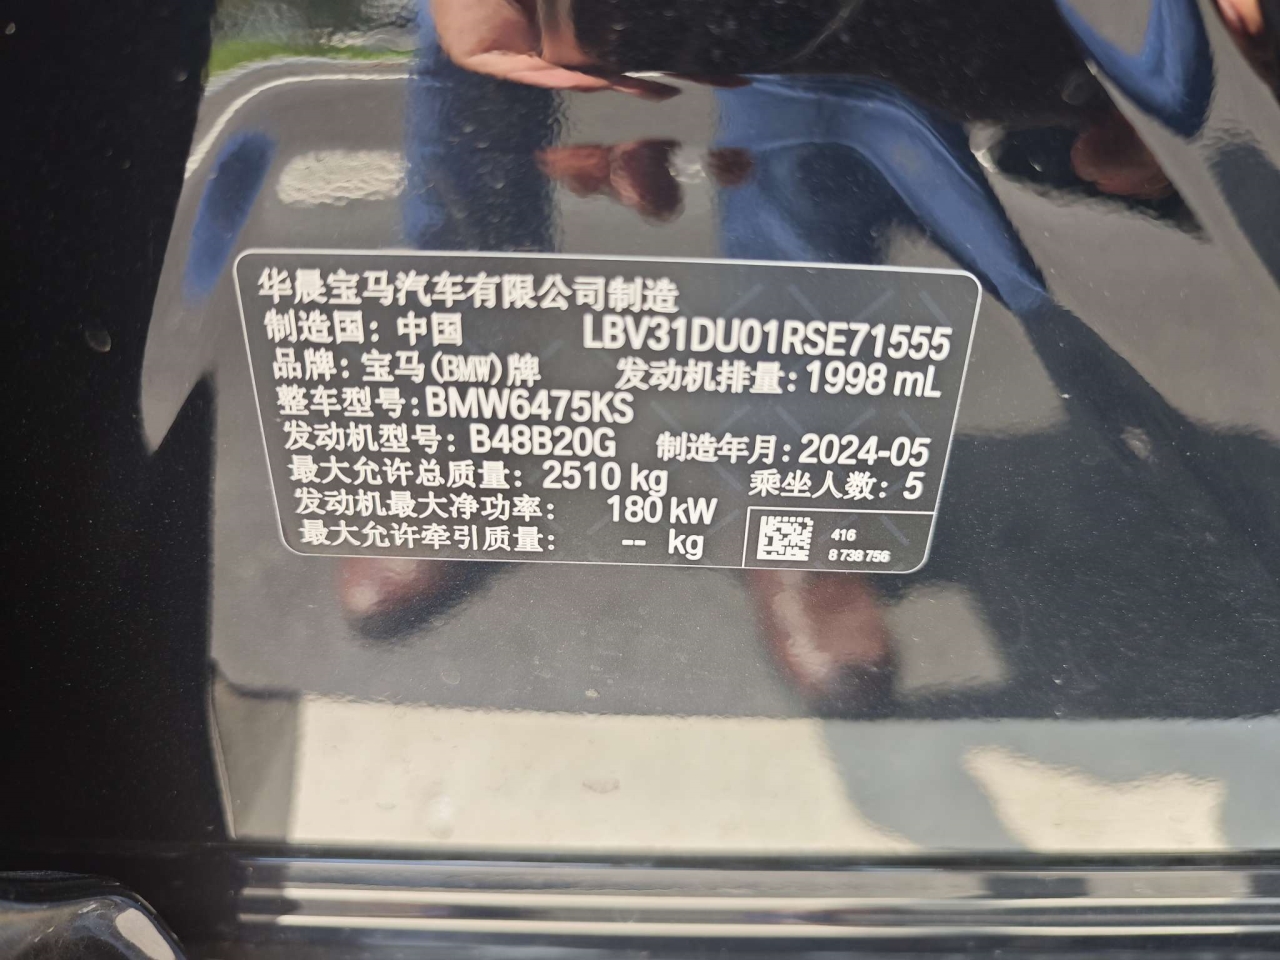 华晨宝马汽车有限公司制造
制造国：中国 LBV31DU01RSE71555
品牌：宝马(BMW)牌 发动机排量：1998 mL
整车型号：BMW6475KS
发动机型号：B48B20G 制造年月：2024-05
最大允许总质量：2510 kg 乘坐人数：5
发动机最大净功率：180 kW
最大允许牵引质量：-- kg
416
8 738 756